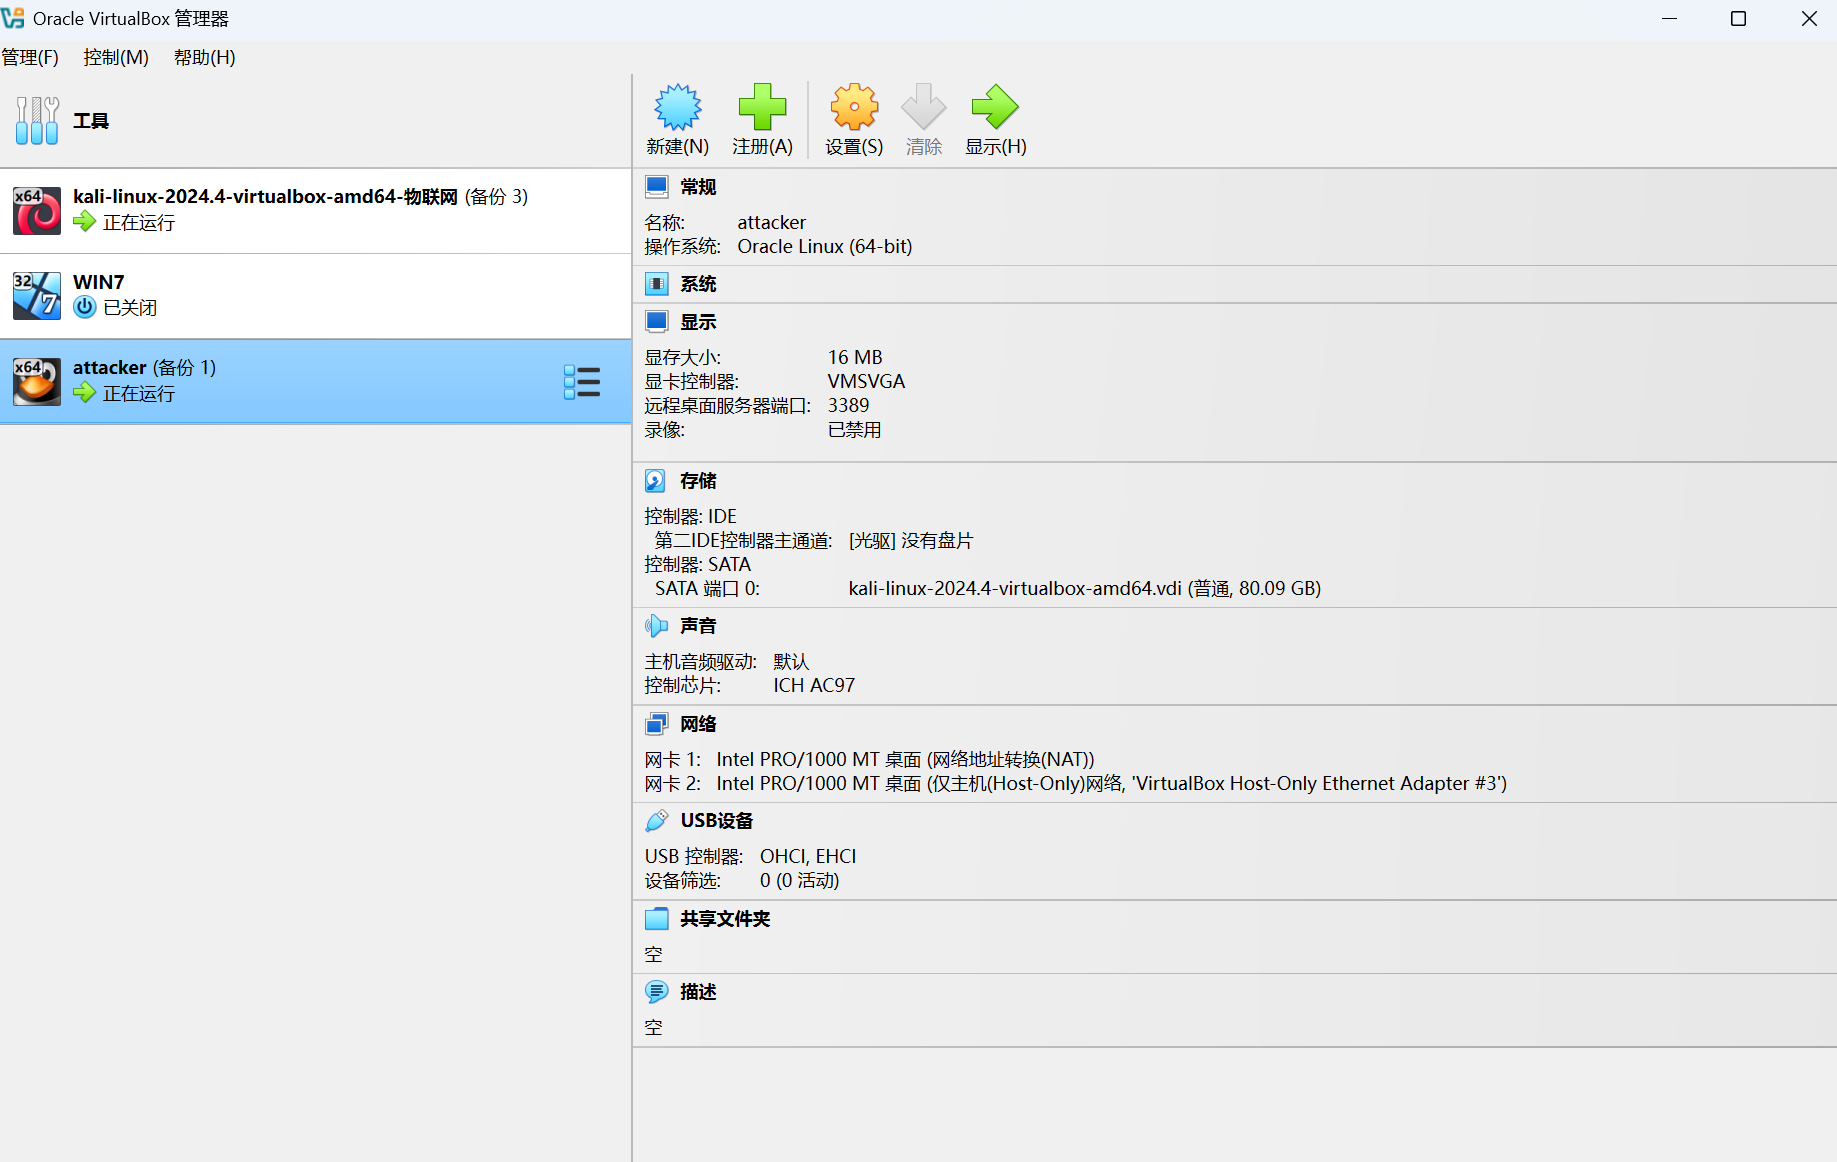 Oracle VirtualBox 管理器
管理(F) 控制(M) 帮助(H)
工具
新建(N) 注册(A) 设置(S) 清除 显示(H)
x64
kali-linux-2024.4-virtualbox-amd64-物联网 (备份 3)
正在运行
32
7
WIN7
已关闭
x64
attacker (备份 1)
正在运行
常规
名称: attacker
操作系统: Oracle Linux (64-bit)
系统
显示
显存大小: 16 MB
显卡控制器: VMSVGA
远程桌面服务器端口: 3389
录像: 已禁用
存储
控制器: IDE
第二IDE控制器主通道: [光驱] 没有盘片
控制器: SATA
SATA 端口 0: kali-linux-2024.4-virtualbox-amd64.vdi (普通, 80.09 GB)
声音
主机音频驱动: 默认
控制芯片: ICH AC97
网络
网卡 1: Intel PRO/1000 MT 桌面 (网络地址转换(NAT))
网卡 2: Intel PRO/1000 MT 桌面 (仅主机(Host-Only)网络, 'VirtualBox Host-Only Ethernet Adapter #3')
USB设备
USB 控制器: OHCI, EHCI
设备筛选: 0 (0 活动)
共享文件夹
空
描述
空